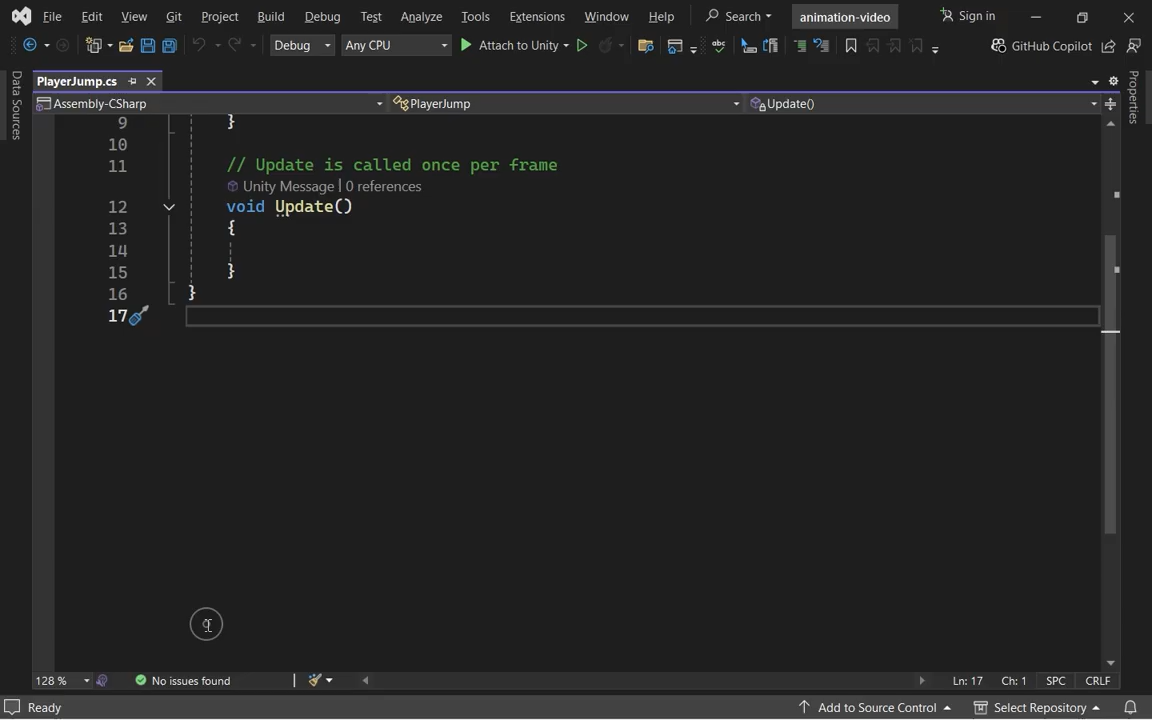 File Edit View Git Project Build Debug Test Analyze Tools Extensions Window Help Search animation-video Sign in
Debug Any CPU Attach to Unity GitHub Copilot
Data Sources
PlayerJump.cs
Properties
Assembly-CSharp PlayerJump Update()
9 }
10
11 // Update is called once per frame
Unity Message | 0 references
12 void Update()
13 {
14
15 }
16 }
17
128 % No issues found Ln: 17 Ch: 1 SPC CRLF
Ready Add to Source Control Select Repository